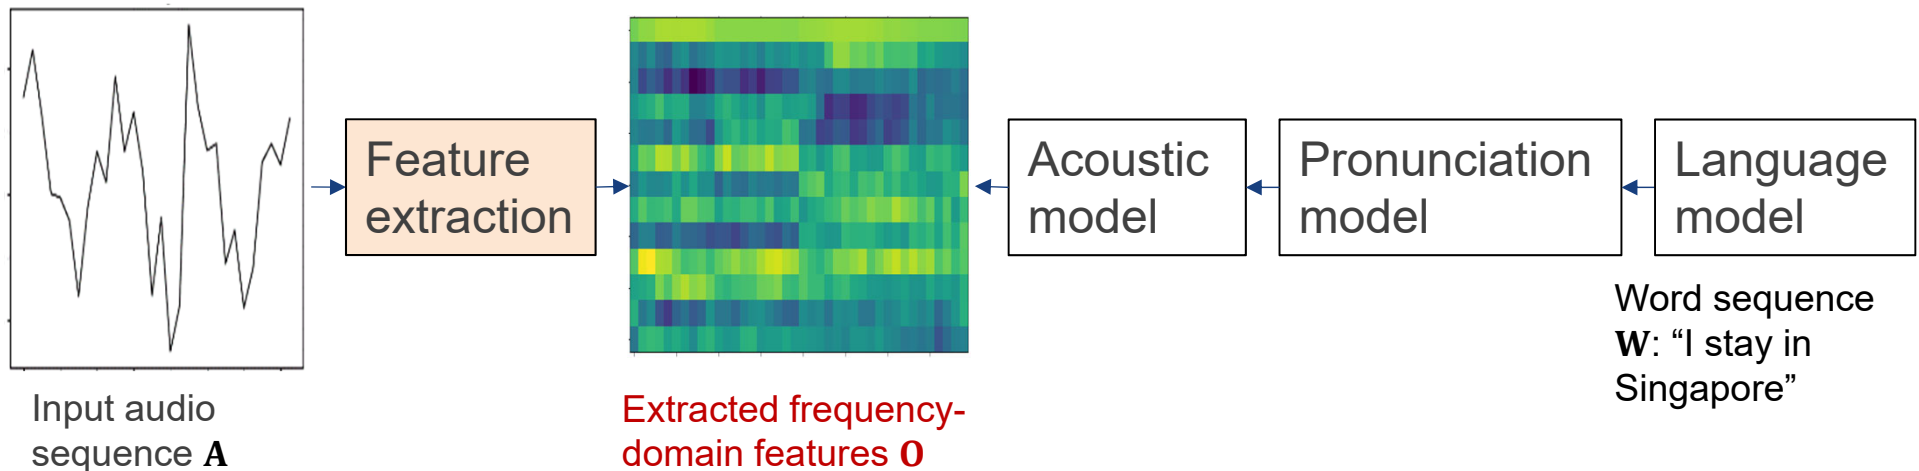 Feature
extraction
Acoustic
model
Pronunciation
model
Language
model
Input audio
sequence A
Extracted frequency-
domain features O
Word sequence
W: “I stay in
Singapore”